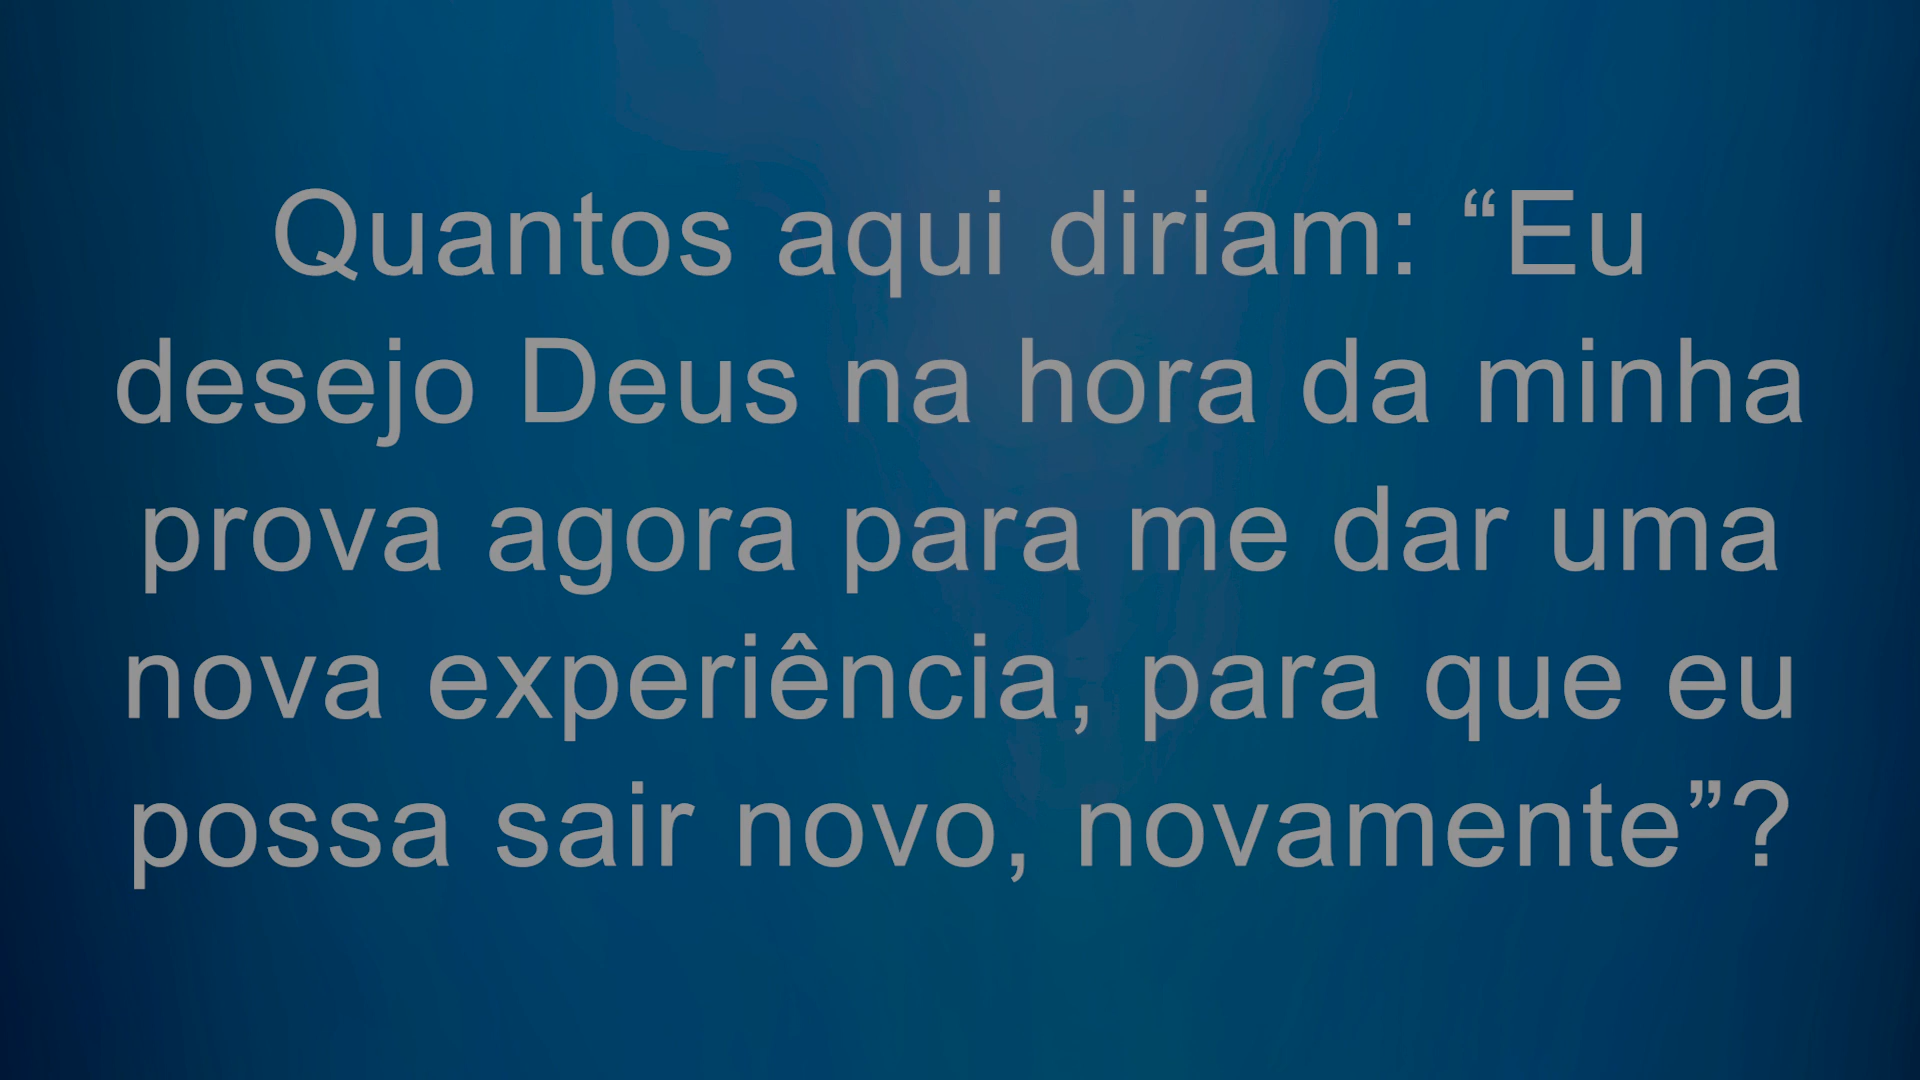 Quantos aqui diriam: “Eu
desejo Deus na hora da minha
prova agora para me dar uma
nova experiência, para que eu
possa sair novo, novamente”?